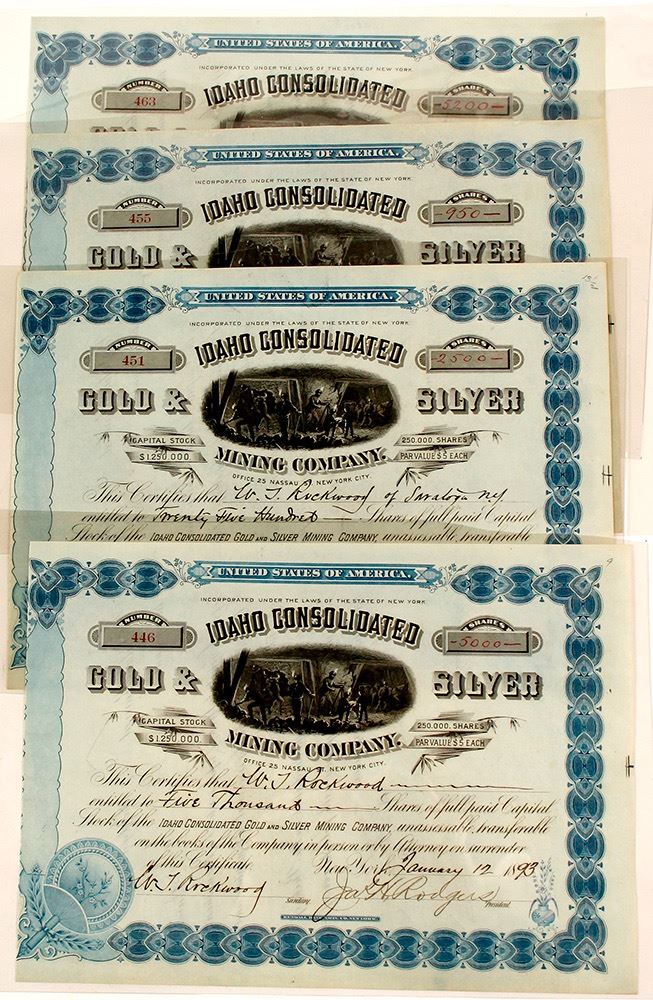 UNITED STATES OF AMERICA.
INCORPORATED UNDER THE LAWS OF THE STATE OF NEW YORK
NUMBER
463
IDAHO CONSOLIDATED
SHARES
-5200-
UNITED STATES OF AMERICA.
INCORPORATED UNDER THE LAWS OF THE STATE OF NEW YORK
NUMBER
455
IDAHO CONSOLIDATED
SHARES
-950-
GOLD & SILVER
UNITED STATES OF AMERICA.
INCORPORATED UNDER THE LAWS OF THE STATE OF NEW YORK
NUMBER
451
IDAHO CONSOLIDATED
SHARES
-2500-
GOLD & SILVER
CAPITAL STOCK
$1.250.000.
250.000. SHARES
PAR VALUE $5 EACH
MINING COMPANY.
OFFICE 25 NASSAU ST. NEW YORK CITY.
This Certifies that W. T. Rockwood of Saratoga NY
entitled to Twenty Five Hundred — Shares of full paid Capital
Stock of the IDAHO CONSOLIDATED GOLD AND SILVER MINING COMPANY, unassessable, transferable
UNITED STATES OF AMERICA.
INCORPORATED UNDER THE LAWS OF THE STATE OF NEW YORK
NUMBER
446
IDAHO CONSOLIDATED
SHARES
-5000-
GOLD & SILVER
CAPITAL STOCK
$1.250.000.
250.000. SHARES
PAR VALUE $5 EACH
MINING COMPANY.
OFFICE 25 NASSAU ST. NEW YORK CITY.
This Certifies that W. T. Rockwood
entitled to Five Thousand — Shares of full paid Capital
Stock of the IDAHO CONSOLIDATED GOLD AND SILVER MINING COMPANY, unassessable, transferable
on the books of the Company in person or by Attorney on surrender
of this Certificate New York, January 12 1893
W. T. Rockwood
Secretary
Jas. H. Rodgers
President